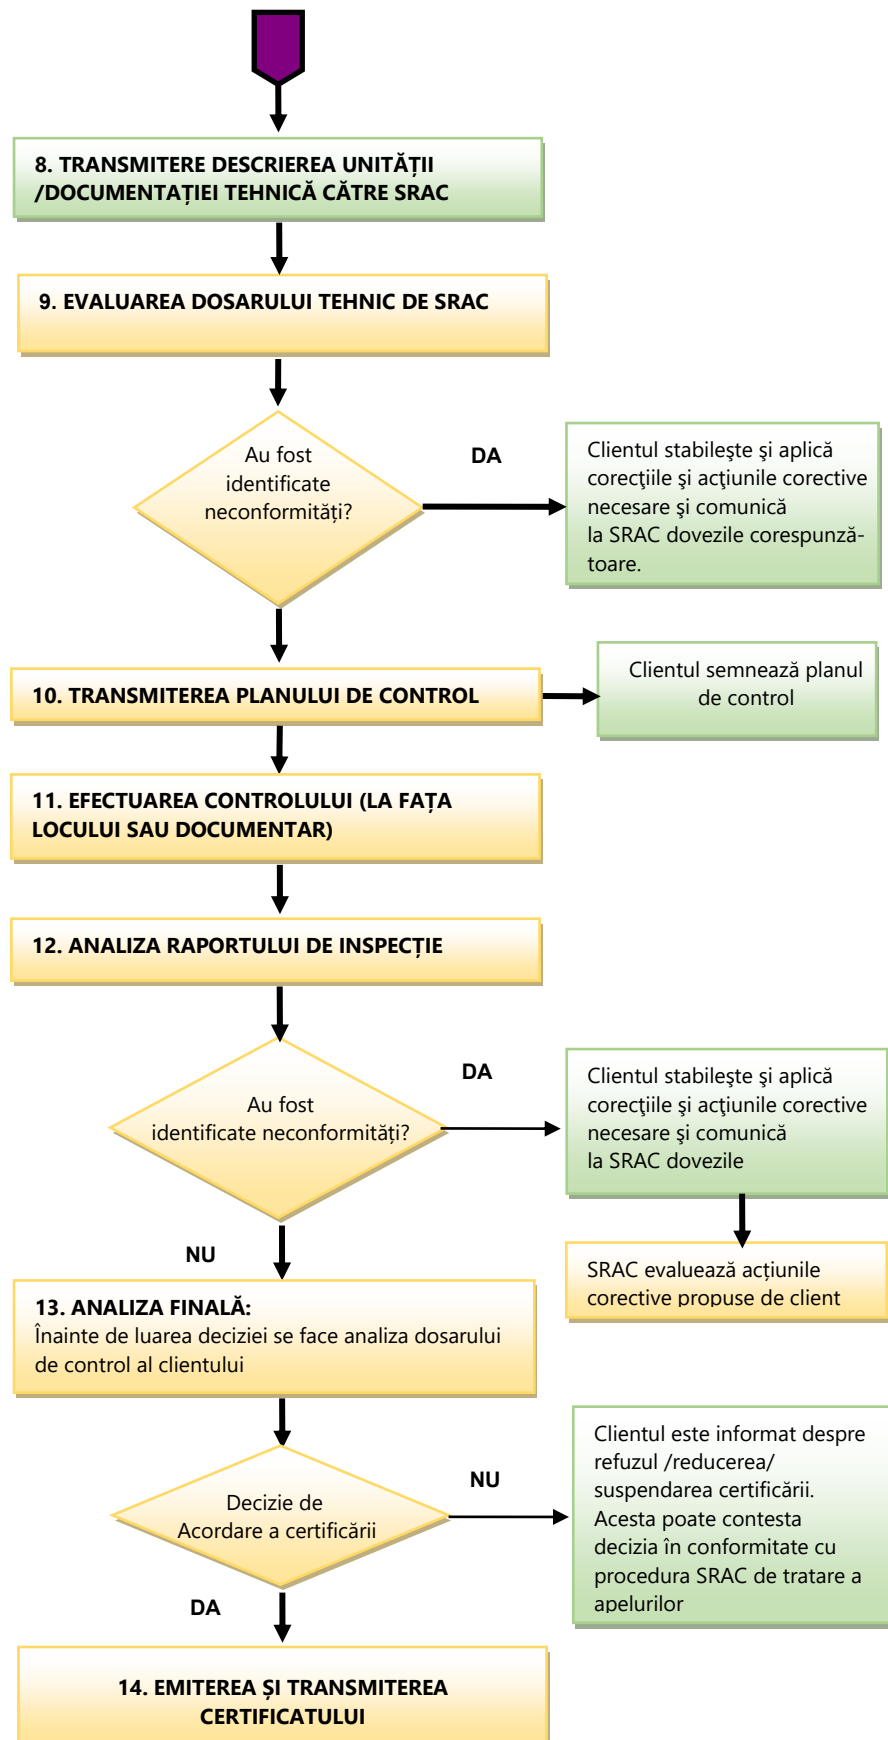 8. TRANSMITERE DESCRIEREA UNITĂȚII
/DOCUMENTAȚIEI TEHNICĂ CĂTRE SRAC
9. EVALUAREA DOSARULUI TEHNIC DE SRAC
Au fost
identificate
neconformități?
DA
Clientul stabileşte şi aplică
corecţiile şi acţiunile corective
necesare şi comunică
la SRAC dovezile corespunză-
toare.
10. TRANSMITEREA PLANULUI DE CONTROL
Clientul semnează planul
de control
11. EFECTUAREA CONTROLULUI (LA FAȚA
LOCULUI SAU DOCUMENTAR)
12. ANALIZA RAPORTULUI DE INSPECȚIE
Au fost
identificate neconformități?
DA
Clientul stabileşte şi aplică
corecţiile şi acţiunile corective
necesare şi comunică
la SRAC dovezile
NU
SRAC evaluează acțiunile
corective propuse de client
13. ANALIZA FINALĂ:
Înainte de luarea deciziei se face analiza dosarului
de control al clientului
Decizie de
Acordare a certificării
NU
Clientul este informat despre
refuzul /reducerea/
suspendarea certificării.
Acesta poate contesta
decizia în conformitate cu
procedura SRAC de tratare a
apelurilor
DA
14. EMITEREA ȘI TRANSMITEREA
CERTIFICATULUI